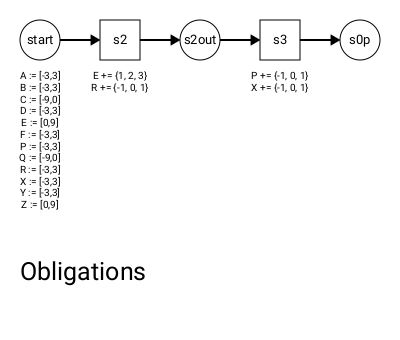 start s2 s2out s3 s0p
A := [-3,3]
B := [-3,3]
C := [-9,0]
D := [-3,3]
E := [0,9]
F := [-3,3]
P := [-3,3]
Q := [-9,0]
R := [-3,3]
X := [-3,3]
Y := [-3,3]
Z := [0,9]
E += {1, 2, 3}
R += {-1, 0, 1}
P += {-1, 0, 1}
X += {-1, 0, 1}
Obligations